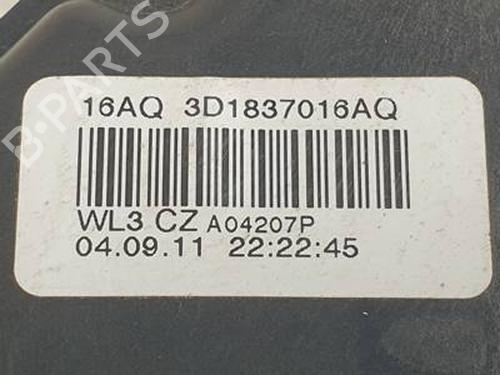 B-PARTS
16AQ 3D1837016AQ
WL3 CZ A04207P
04.09.11 22:22:45